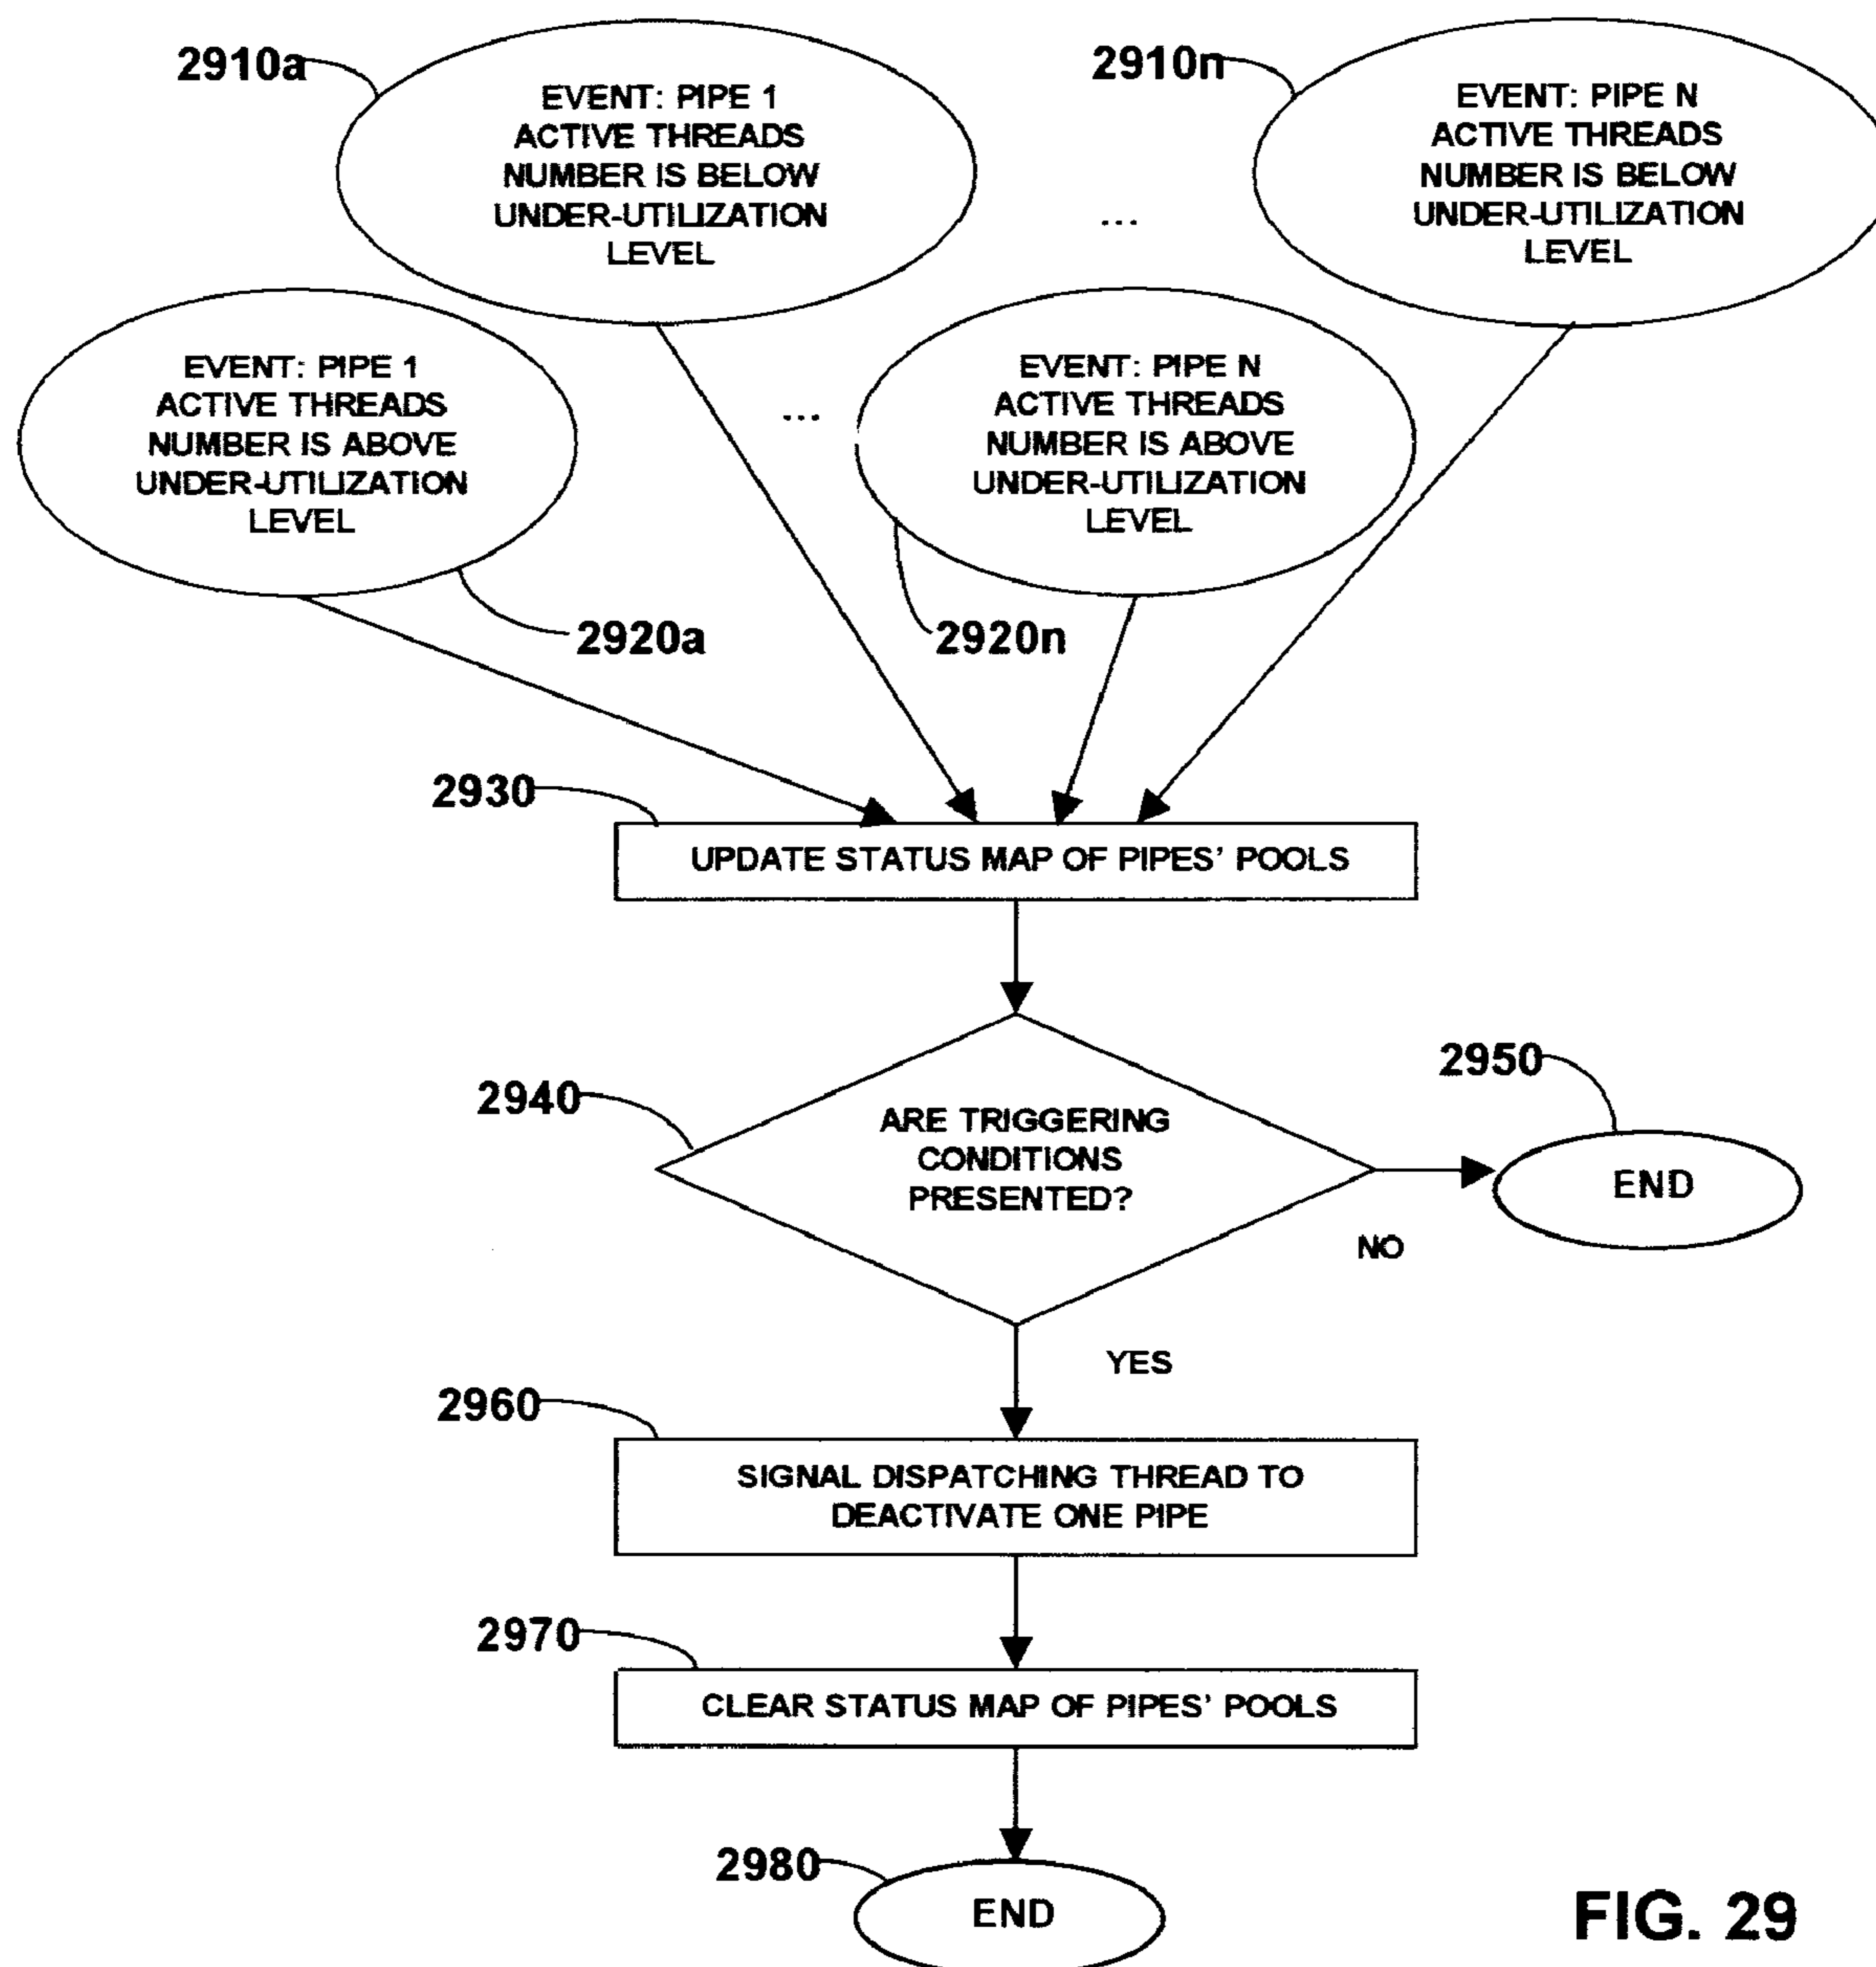 2910a
EVENT: PIPE 1
ACTIVE THREADS
NUMBER IS BELOW
UNDER-UTILIZATION
LEVEL
...
2910n
EVENT: PIPE N
ACTIVE THREADS
NUMBER IS BELOW
UNDER-UTILIZATION
LEVEL
EVENT: PIPE 1
ACTIVE THREADS
NUMBER IS ABOVE
UNDER-UTILIZATION
LEVEL
2920a
...
EVENT: PIPE N
ACTIVE THREADS
NUMBER IS ABOVE
UNDER-UTILIZATION
LEVEL
2920n
2930
UPDATE STATUS MAP OF PIPES' POOLS
2940
ARE TRIGGERING
CONDITIONS
PRESENTED?
2950
END
NO
YES
2960
SIGNAL DISPATCHING THREAD TO
DEACTIVATE ONE PIPE
2970
CLEAR STATUS MAP OF PIPES' POOLS
2980
END
FIG. 29